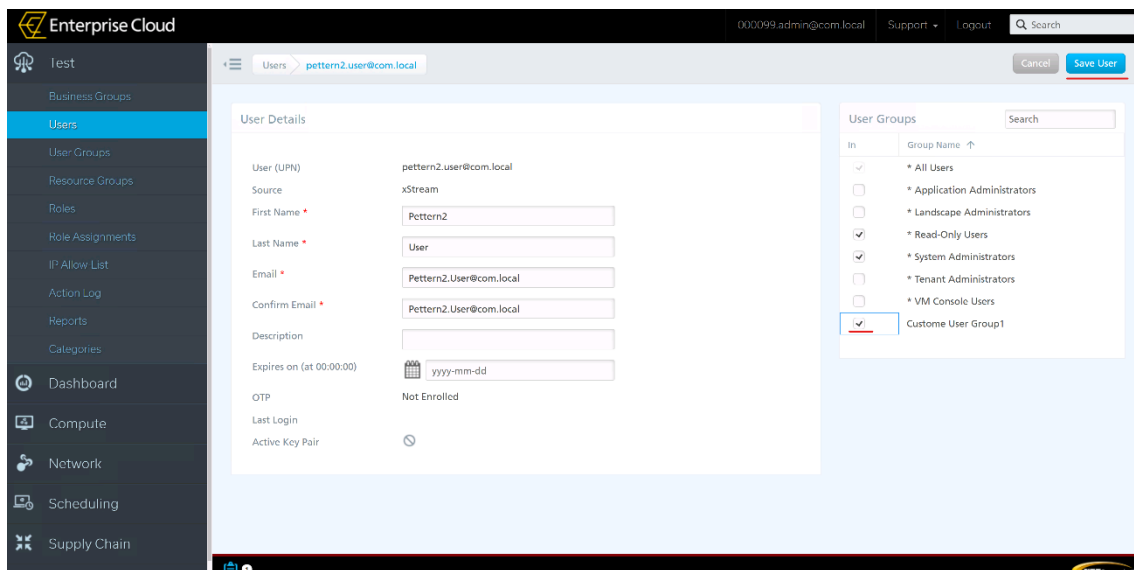 Enterprise Cloud
000099.admin@com.local Support Logout Search
Test
Business Groups
Users
User Groups
Resource Groups
Roles
Role Assignments
IP Allow List
Action Log
Reports
Categories
Dashboard
Compute
Network
Scheduling
Supply Chain
Users pettern2.user@com.local
Cancel Save User
User Details
User (UPN) pettern2.user@com.local
Source xStream
First Name * Pettern2
Last Name * User
Email * Pettern2.User@com.local
Confirm Email * Pettern2.User@com.local
Description
Expires on (at 00:00:00) yyyy-mm-dd
OTP Not Enrolled
Last Login
Active Key Pair
User Groups Search
In Group Name ↑
* All Users
* Application Administrators
* Landscape Administrators
* Read-Only Users
* System Administrators
* Tenant Administrators
* VM Console Users
Custome User Group1